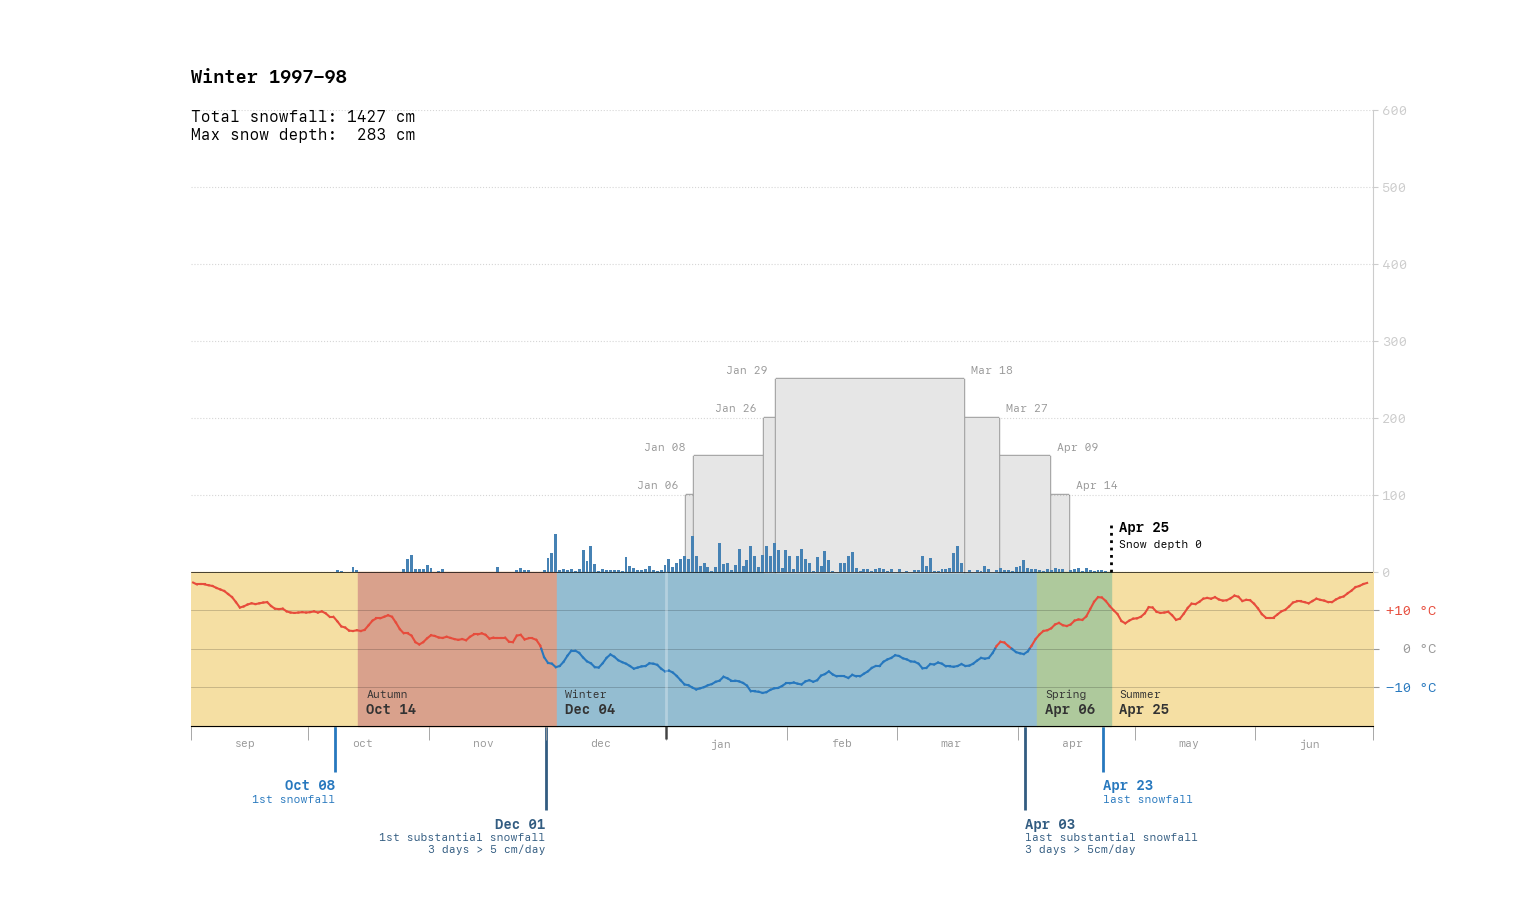 Winter 1997–98
Total snowfall: 1427 cm
Max snow depth:  283 cm
600
500
400
300
200
100
0
Jan 29
Mar 18
Jan 26
Mar 27
Jan 08
Apr 09
Jan 06
Apr 14
Apr 25
Snow depth 0
+10 °C
0 °C
−10 °C
Autumn
Oct 14
Winter
Dec 04
Spring
Apr 06
Summer
Apr 25
sep oct nov dec jan feb mar apr may jun
Oct 08
1st snowfall
Apr 23
last snowfall
Dec 01
1st substantial snowfall
3 days > 5 cm/day
Apr 03
last substantial snowfall
3 days > 5cm/day